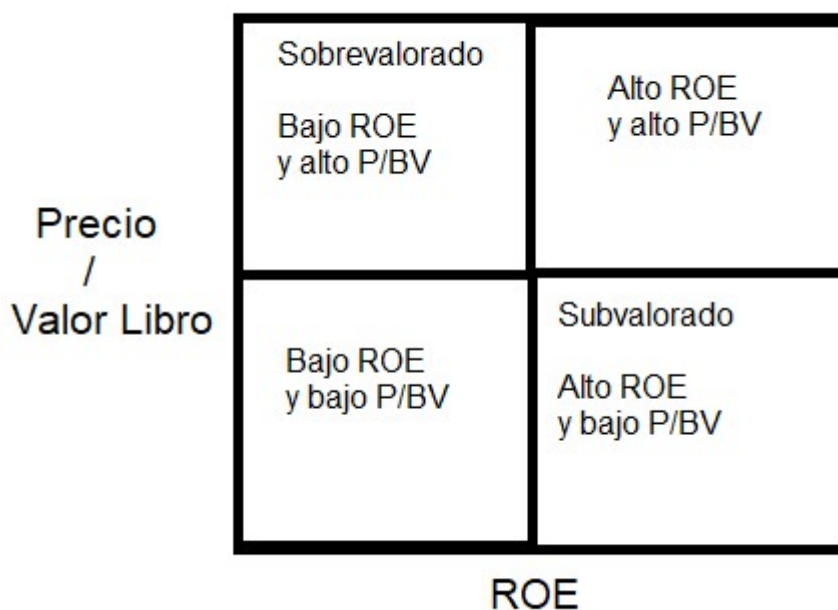 Sobrevalorado
Bajo ROE
y alto P/BV
Alto ROE
y alto P/BV
Precio
/
Valor Libro
Bajo ROE
y bajo P/BV
Subvalorado
Alto ROE
y bajo P/BV
ROE